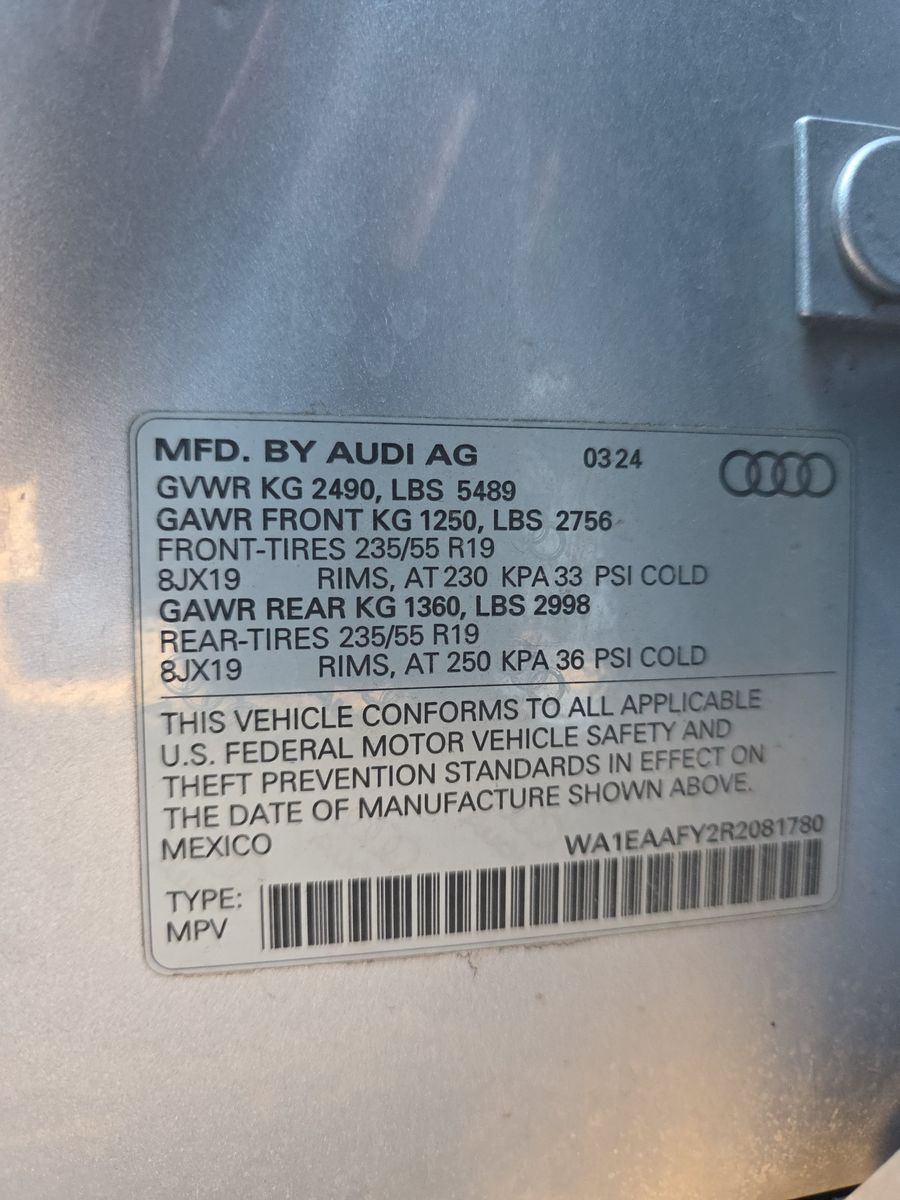 MFD. BY AUDI AG 03 24
GVWR KG 2490, LBS 5489
GAWR FRONT KG 1250, LBS 2756
FRONT-TIRES 235/55 R19
8JX19 RIMS, AT 230 KPA 33 PSI COLD
GAWR REAR KG 1360, LBS 2998
REAR-TIRES 235/55 R19
8JX19 RIMS, AT 250 KPA 36 PSI COLD
THIS VEHICLE CONFORMS TO ALL APPLICABLE
U.S. FEDERAL MOTOR VEHICLE SAFETY AND
THEFT PREVENTION STANDARDS IN EFFECT ON
THE DATE OF MANUFACTURE SHOWN ABOVE.
MEXICO WA1EAAFY2R2081780
TYPE:
MPV